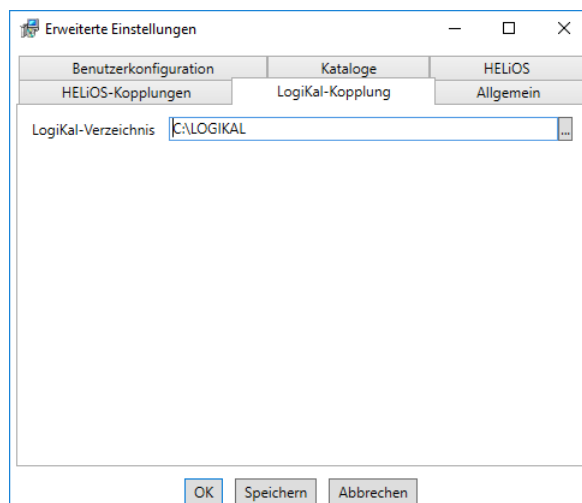 Erweiterte Einstellungen
Benutzerkonfiguration Kataloge HELiOS
HELiOS-Kopplungen LogiKal-Kopplung Allgemein
LogiKal-Verzeichnis C:\LOGIKAL ...
OK Speichern Abbrechen